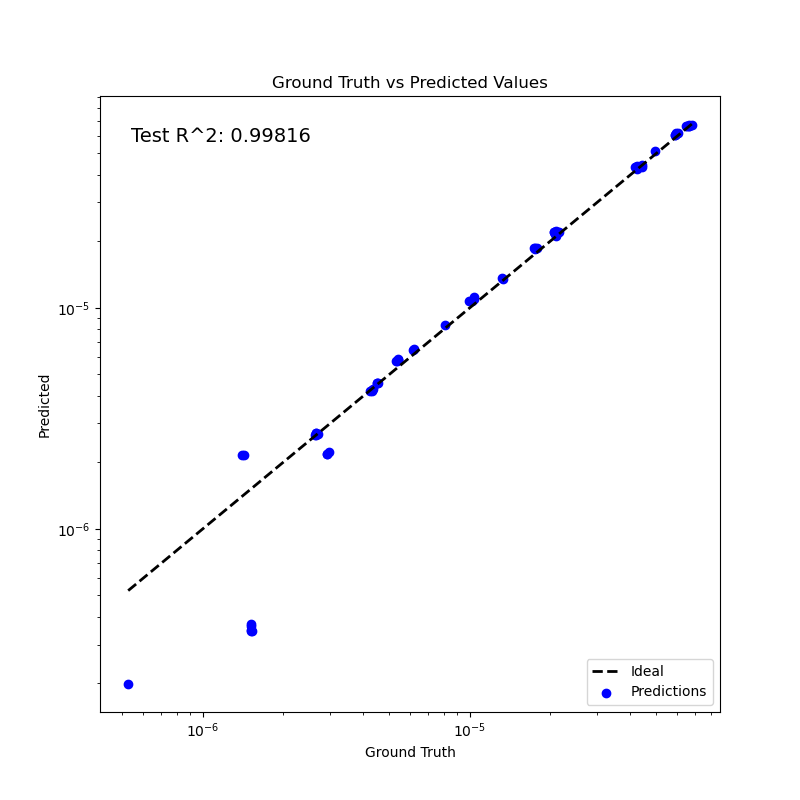 Ground Truth vs Predicted Values
Test R^2: 0.99816
Predicted
10⁻⁵
10⁻⁶
Ideal
Predictions
10⁻⁶
10⁻⁵
Ground Truth